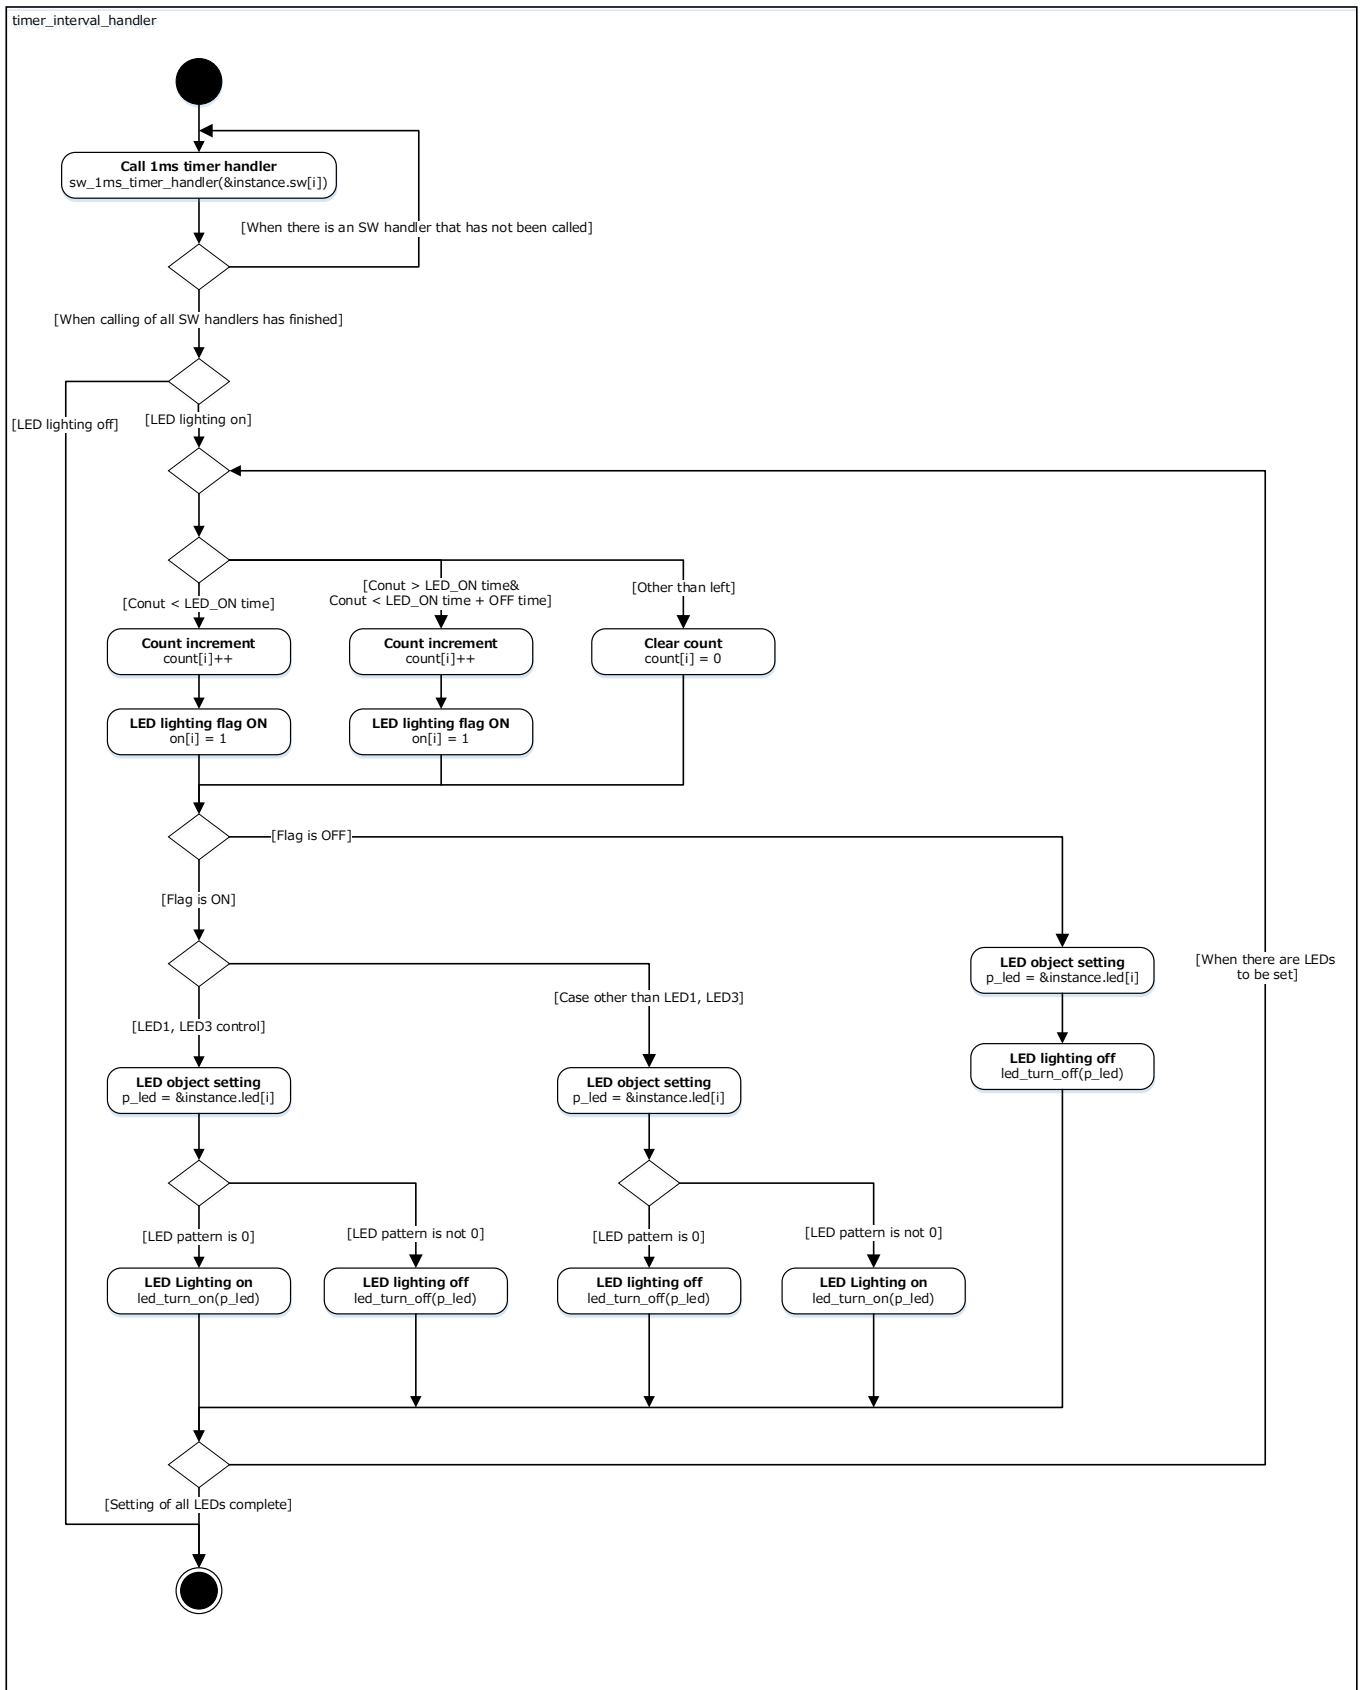 timer_interval_handler
Call 1ms timer handler
sw_1ms_timer_handler(&instance.sw[i])
[When there is an SW handler that has not been called]
[When calling of all SW handlers has finished]
[LED lighting off]
[LED lighting on]
[Conut < LED_ON time]
[Conut > LED_ON time&
Conut < LED_ON time + OFF time]
[Other than left]
Count increment
count[i]++
Count increment
count[i]++
Clear count
count[i] = 0
LED lighting flag ON
on[i] = 1
LED lighting flag ON
on[i] = 1
[Flag is OFF]
[Flag is ON]
LED object setting
p_led = &instance.led[i]
[When there are LEDs
to be set]
[Case other than LED1, LED3]
[LED1, LED3 control]
LED lighting off
led_turn_off(p_led)
LED object setting
p_led = &instance.led[i]
LED object setting
p_led = &instance.led[i]
[LED pattern is 0]
[LED pattern is not 0]
[LED pattern is 0]
[LED pattern is not 0]
LED Lighting on
led_turn_on(p_led)
LED lighting off
led_turn_off(p_led)
LED lighting off
led_turn_off(p_led)
LED Lighting on
led_turn_on(p_led)
[Setting of all LEDs complete]